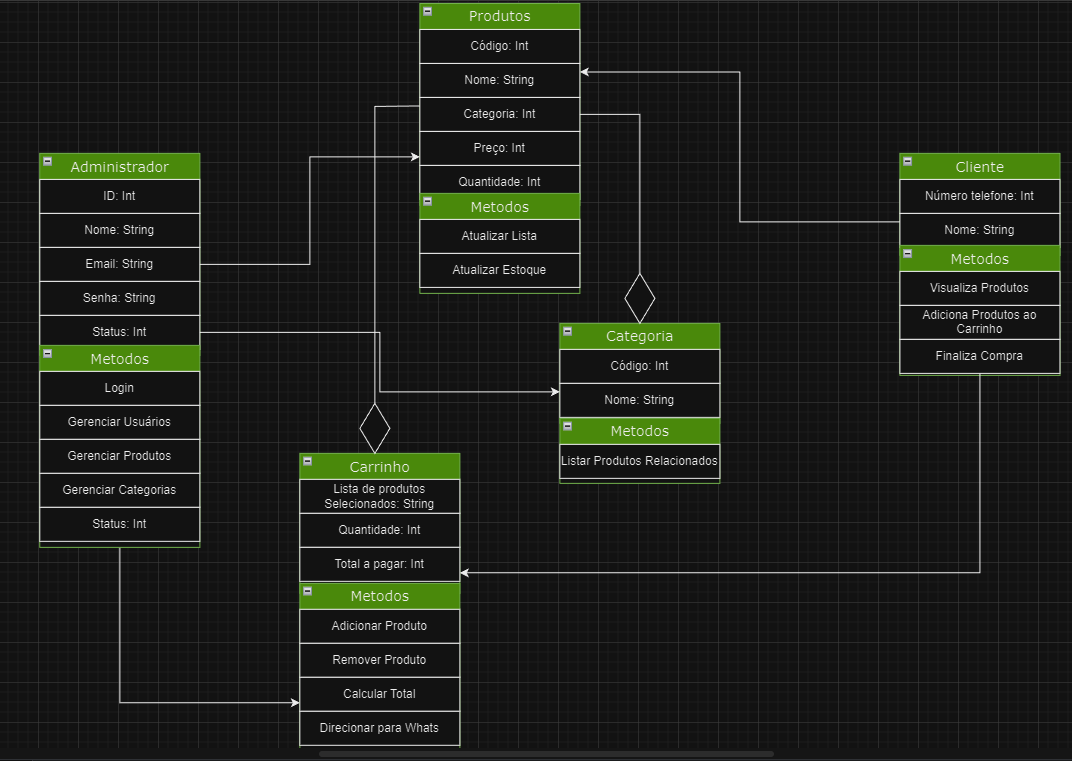 Produtos
Código: Int
Nome: String
Categoria: Int
Preço: Int
Quantidade: Int
Metodos
Atualizar Lista
Atualizar Estoque
Administrador
ID: Int
Nome: String
Email: String
Senha: String
Status: Int
Metodos
Login
Gerenciar Usuários
Gerenciar Produtos
Gerenciar Categorias
Status: Int
Cliente
Número telefone: Int
Nome: String
Metodos
Visualiza Produtos
Adiciona Produtos ao
Carrinho
Finaliza Compra
Categoria
Código: Int
Nome: String
Metodos
Listar Produtos Relacionados
Carrinho
Lista de produtos
Selecionados: String
Quantidade: Int
Total a pagar: Int
Metodos
Adicionar Produto
Remover Produto
Calcular Total
Direcionar para Whats